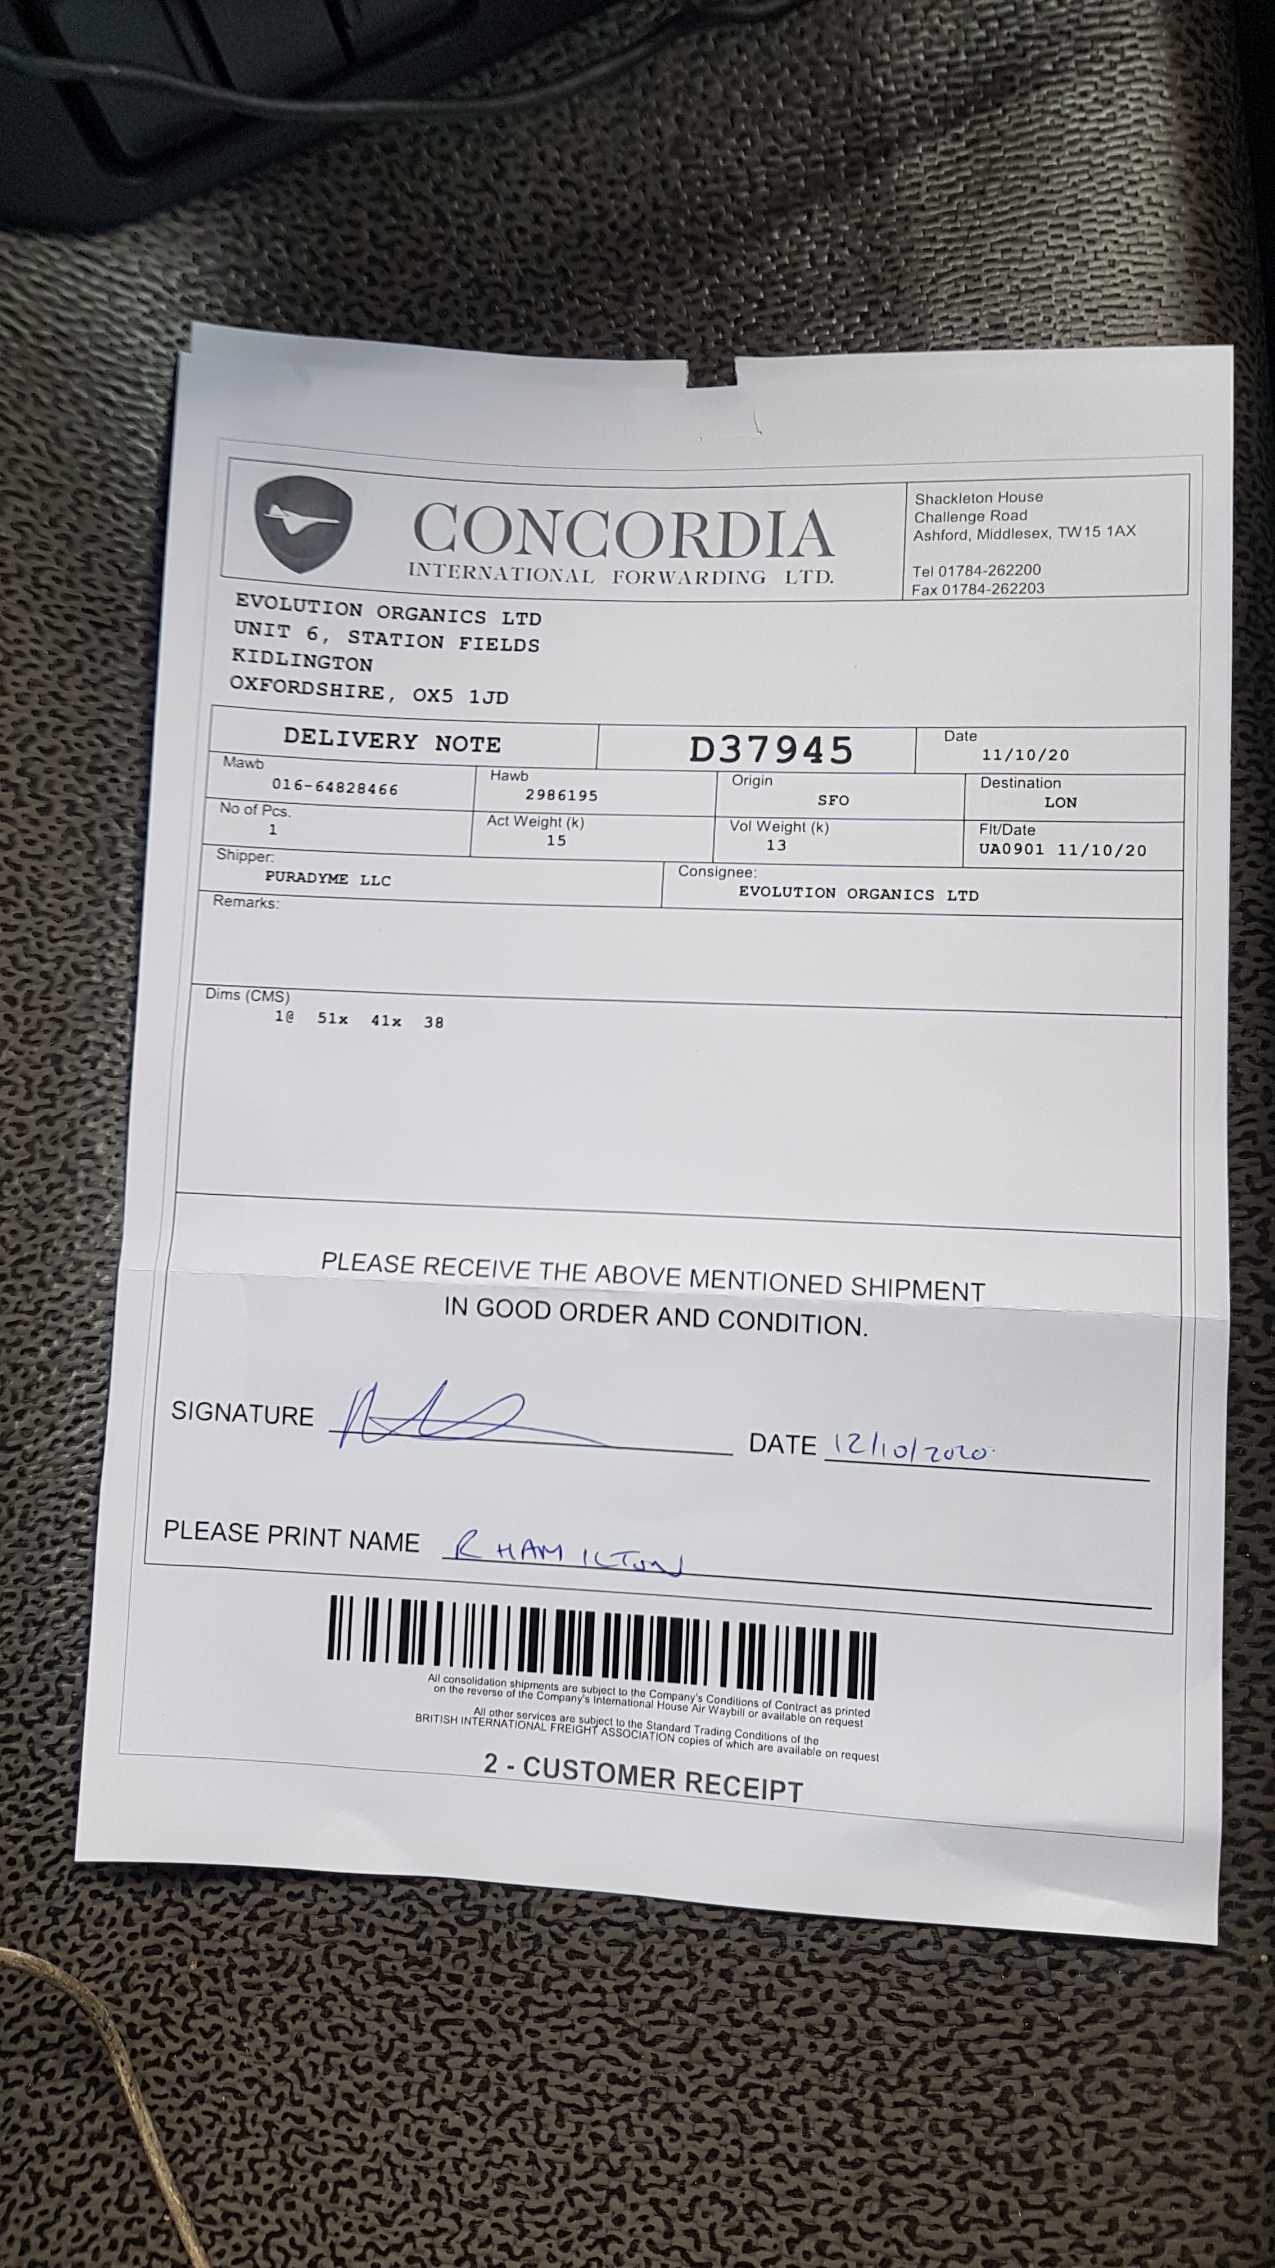 CONCORDIA
INTERNATIONAL FORWARDING LTD.
Shackleton House
Challenge Road
Ashford, Middlesex, TW15 1AX
Tel 01784-262200
Fax 01784-262203
EVOLUTION ORGANICS LTD
UNIT 6, STATION FIELDS
KIDLINGTON
OXFORDSHIRE, OX5 1JD
DELIVERY NOTE D37945 Date 11/10/20
Mawb 016-64828466 Hawb 2986195 Origin SFO Destination LON
No of Pcs. 1 Act Weight (k) 15 Vol Weight (k) 13 Flt/Date UA0901 11/10/20
Shipper: PURADYME LLC Consignee: EVOLUTION ORGANICS LTD
Remarks:
Dims (CMS)
1@ 51x 41x 38
PLEASE RECEIVE THE ABOVE MENTIONED SHIPMENT
IN GOOD ORDER AND CONDITION.
SIGNATURE DATE 12/10/2020
PLEASE PRINT NAME R HAMILTON
All consolidation shipments are subject to the Company's Conditions of Contract as printed
on the reverse of the Company's International House Air Waybill or available on request
All other services are subject to the Standard Trading Conditions of the
BRITISH INTERNATIONAL FREIGHT ASSOCIATION copies of which are available on request
2 - CUSTOMER RECEIPT